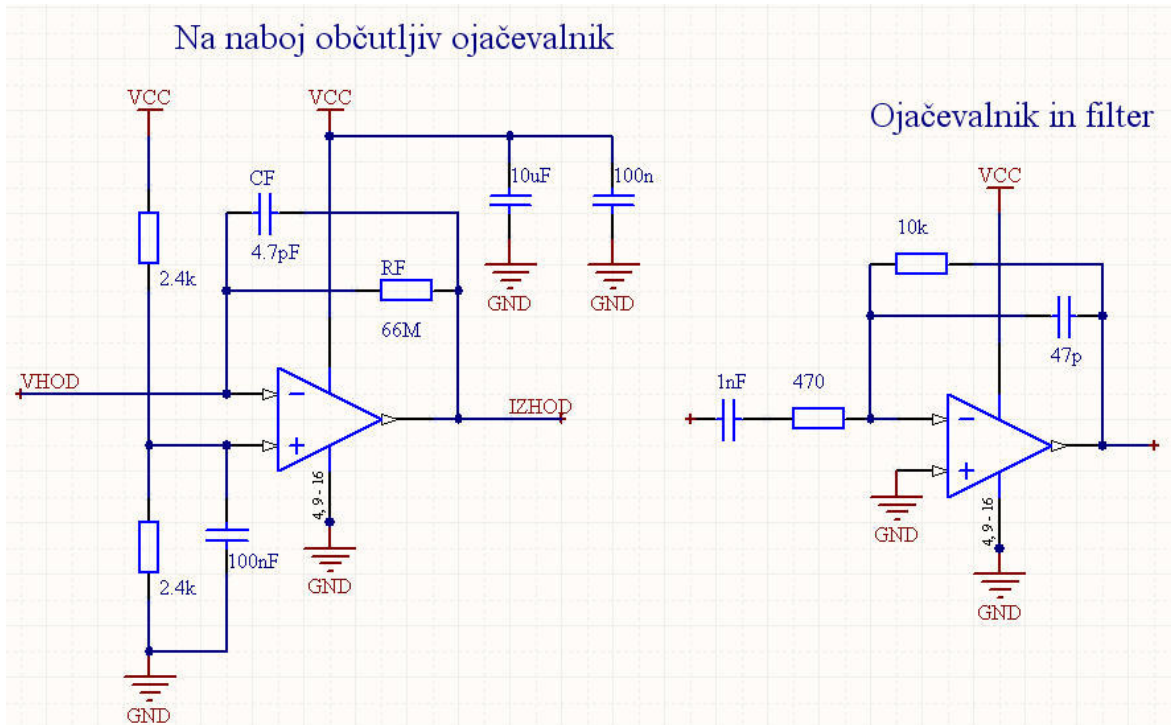 Na naboj občutljiv ojačevalnik
VCC
VCC
Ojačevalnik in filter
CF
10uF
100n
VCC
4.7pF
10k
2.4k
RF
GND
GND
66M
47p
VHOD
1nF
470
IZHOD
4, 9 - 16
GND
4, 9 - 16
100nF
2.4k
GND
GND
GND